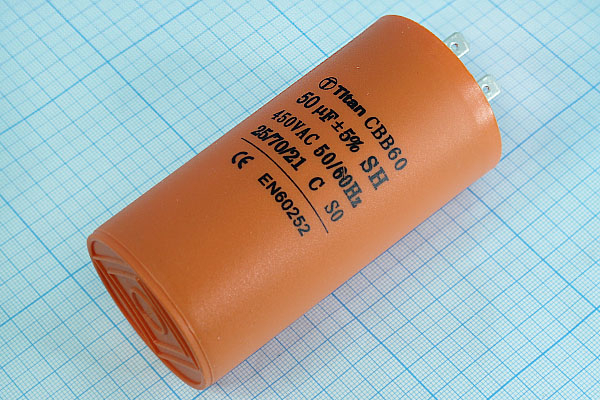 Titan CBB60
50 μF ± 5% SH
450VAC 50/60Hz
25/70/21 C S0
CE EN60252